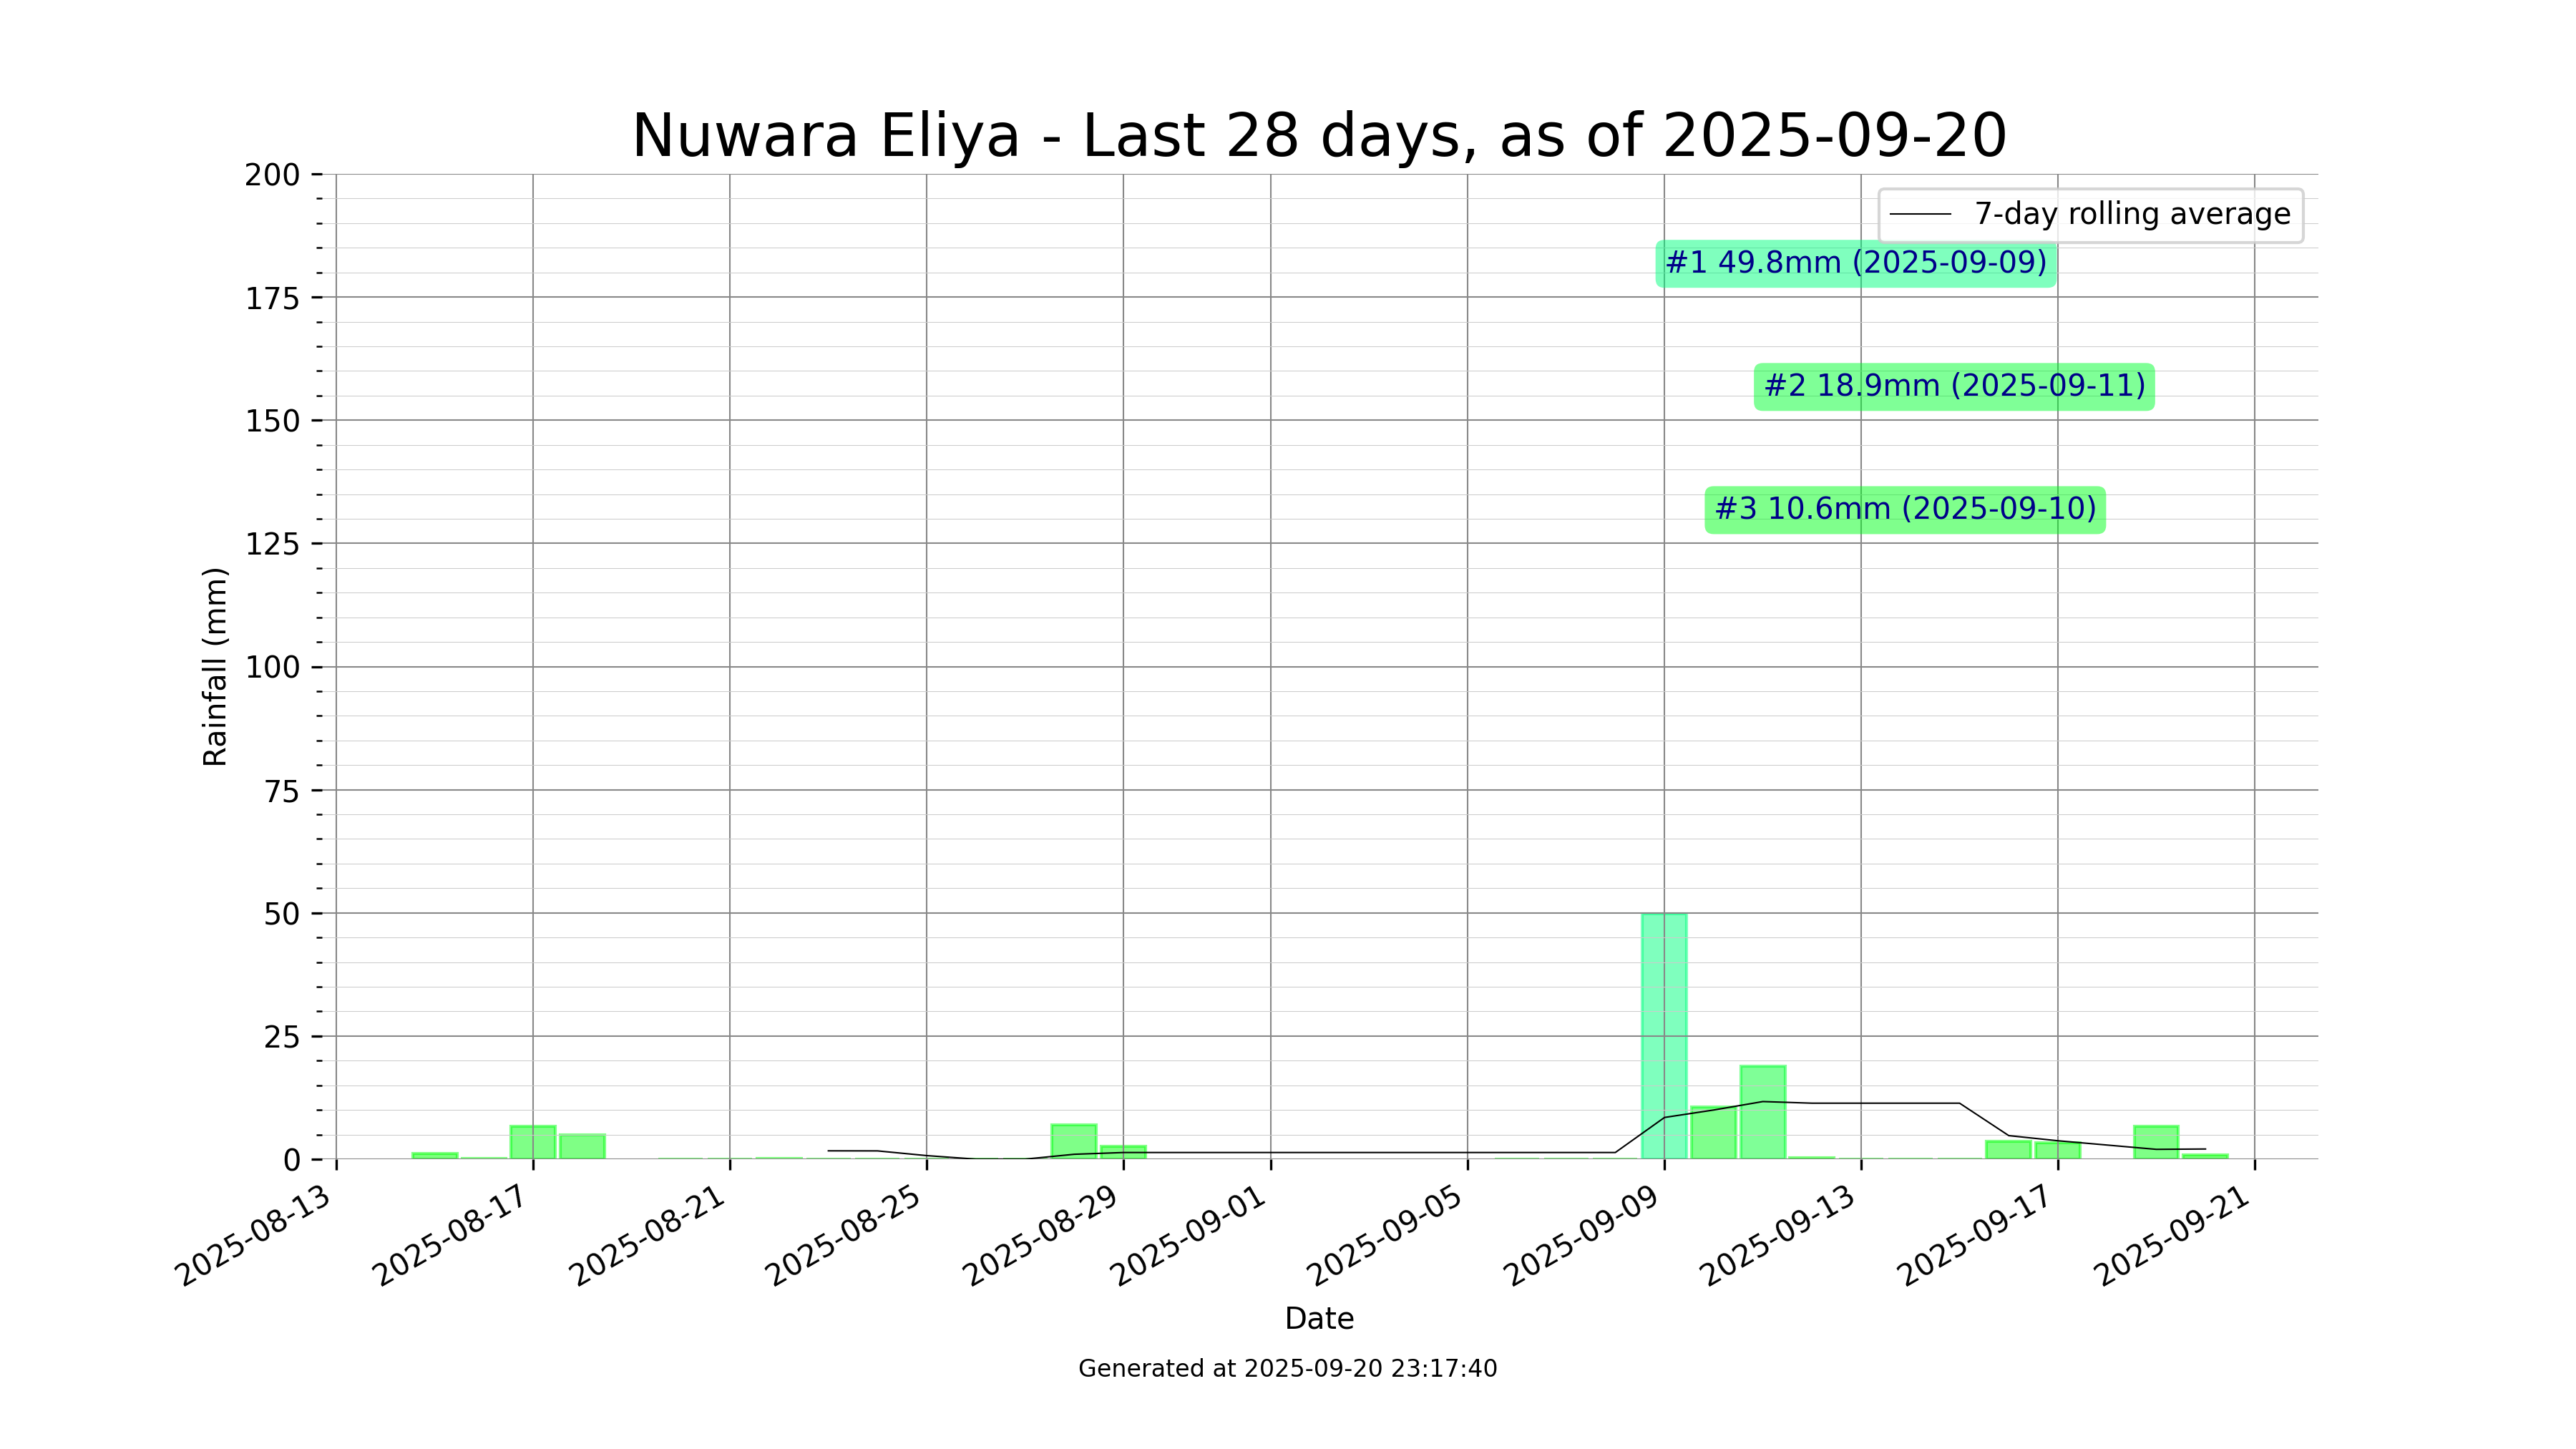 Nuwara Eliya - Last 28 days, as of 2025-09-20
200
175
150
125
100
75
50
25
0
Rainfall (mm)
7-day rolling average
#1 49.8mm (2025-09-09)
#2 18.9mm (2025-09-11)
#3 10.6mm (2025-09-10)
2025-08-13
2025-08-17
2025-08-21
2025-08-25
2025-08-29
2025-09-01
2025-09-05
2025-09-09
2025-09-13
2025-09-17
2025-09-21
Date
Generated at 2025-09-20 23:17:40